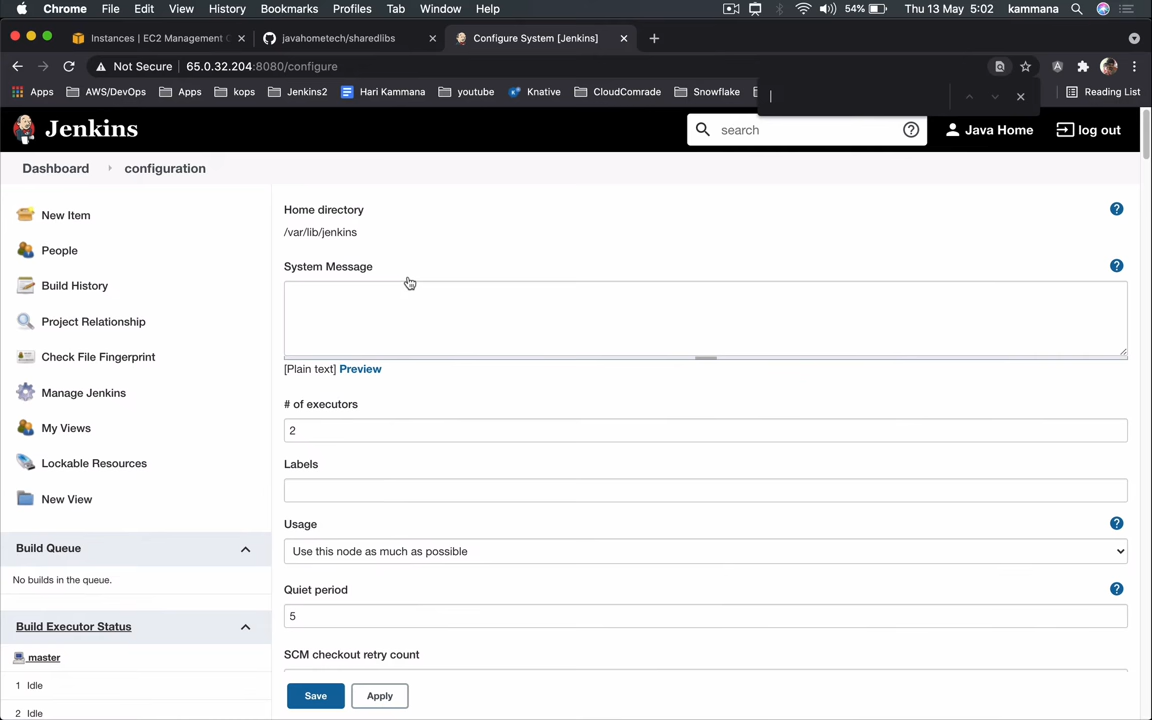 Chrome File Edit View History Bookmarks Profiles Tab Window Help 54% Thu 13 May 5:02 kammana
Instances | EC2 Management C
javahometech/sharedlibs
Configure System [Jenkins]
Not Secure 65.0.32.204:8080/configure
Apps AWS/DevOps Apps kops Jenkins2 Hari Kammana youtube Knative CloudComrade Snowflake Reading List
Jenkins
search
Java Home
log out
Dashboard configuration
New Item
People
Build History
Project Relationship
Check File Fingerprint
Manage Jenkins
My Views
Lockable Resources
New View
Build Queue
No builds in the queue.
Build Executor Status
master
1 Idle
2 Idle
Home directory
/var/lib/jenkins
System Message
[Plain text] Preview
# of executors
2
Labels
Usage
Use this node as much as possible
Quiet period
5
SCM checkout retry count
Save Apply